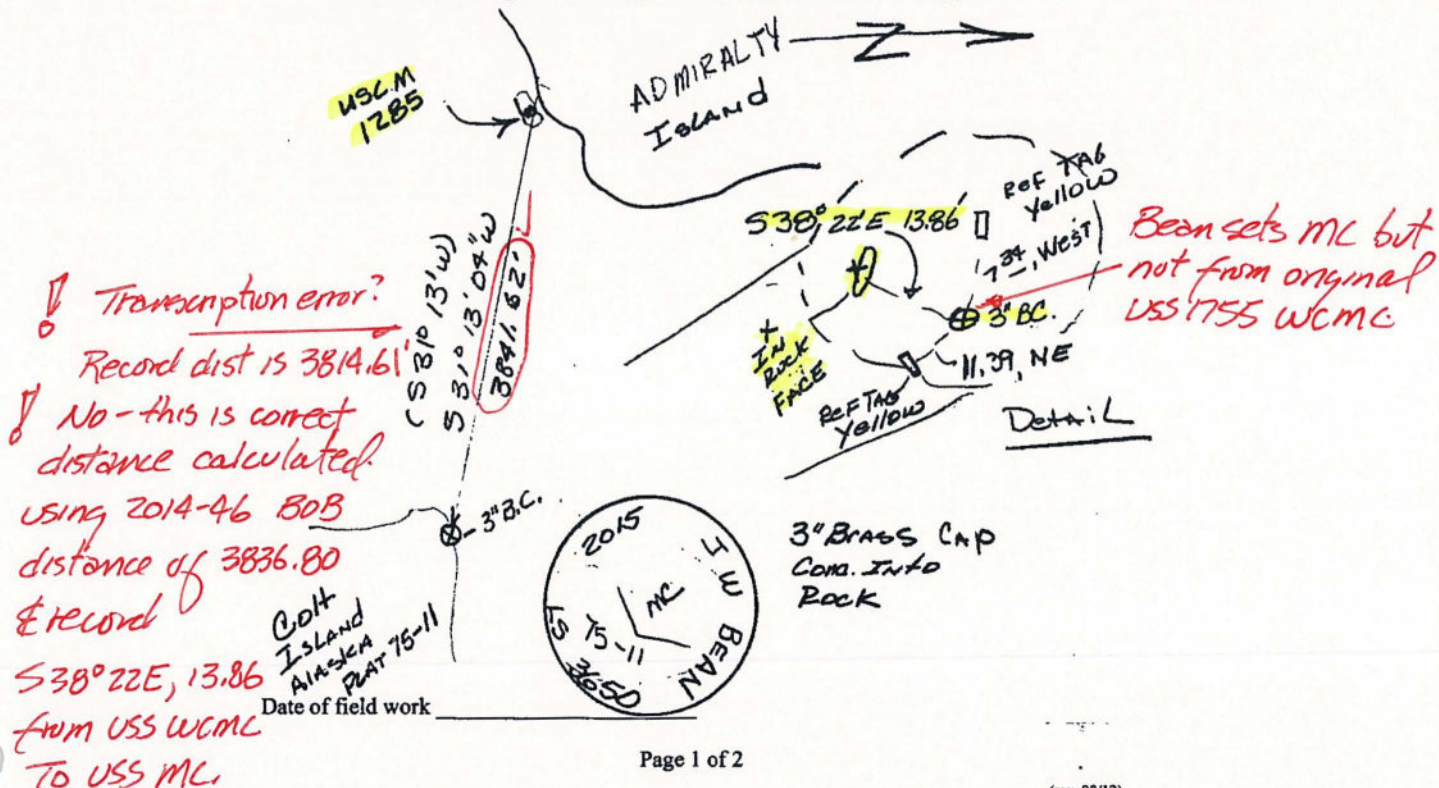 ADMIRALTY
ISLAND
USLM
1285
(S 31° 13' W)
S 31° 13' 04" W
3841.62'
! Transcription error?
Record dist is 3814.61'
! No - this is correct
distance calculated
using 2014-46 BOB
distance of 3836.80
& record
S38°22E, 13.86
from USS WCMC
TO USS MC.
S38° 22'E 13.86'
REF TAG
Yellow
7.34, WEST
3" BC.
11.39, NE
+ IN
ROCK
FACE
REF TAG
Yellow
Detail
Bean sets MC but
not from original
USS 1755 WCMC
3" B.C.
Colt
ISLAND
ALASKA
PLAT 75-11
2015
J W BEAN
MC
75-11
LS 3650
3" BRASS CAP
Into
ROCK
Date of field work
Page 1 of 2